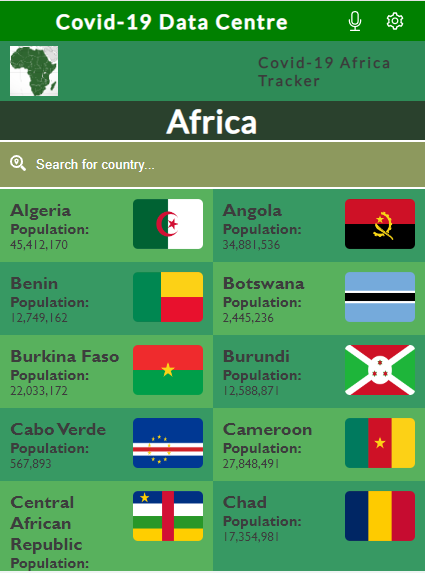 Covid-19 Data Centre
Covid-19 Africa
Tracker
Africa
Search for country...
Algeria
Population:
45,412,170
Angola
Population:
34,881,536
Benin
Population:
12,749,162
Botswana
Population:
2,445,236
Burkina Faso
Population:
22,033,172
Burundi
Population:
12,588,871
Cabo Verde
Population:
567,893
Cameroon
Population:
27,848,491
Central
African
Republic
Population:
Chad
Population:
17,354,981